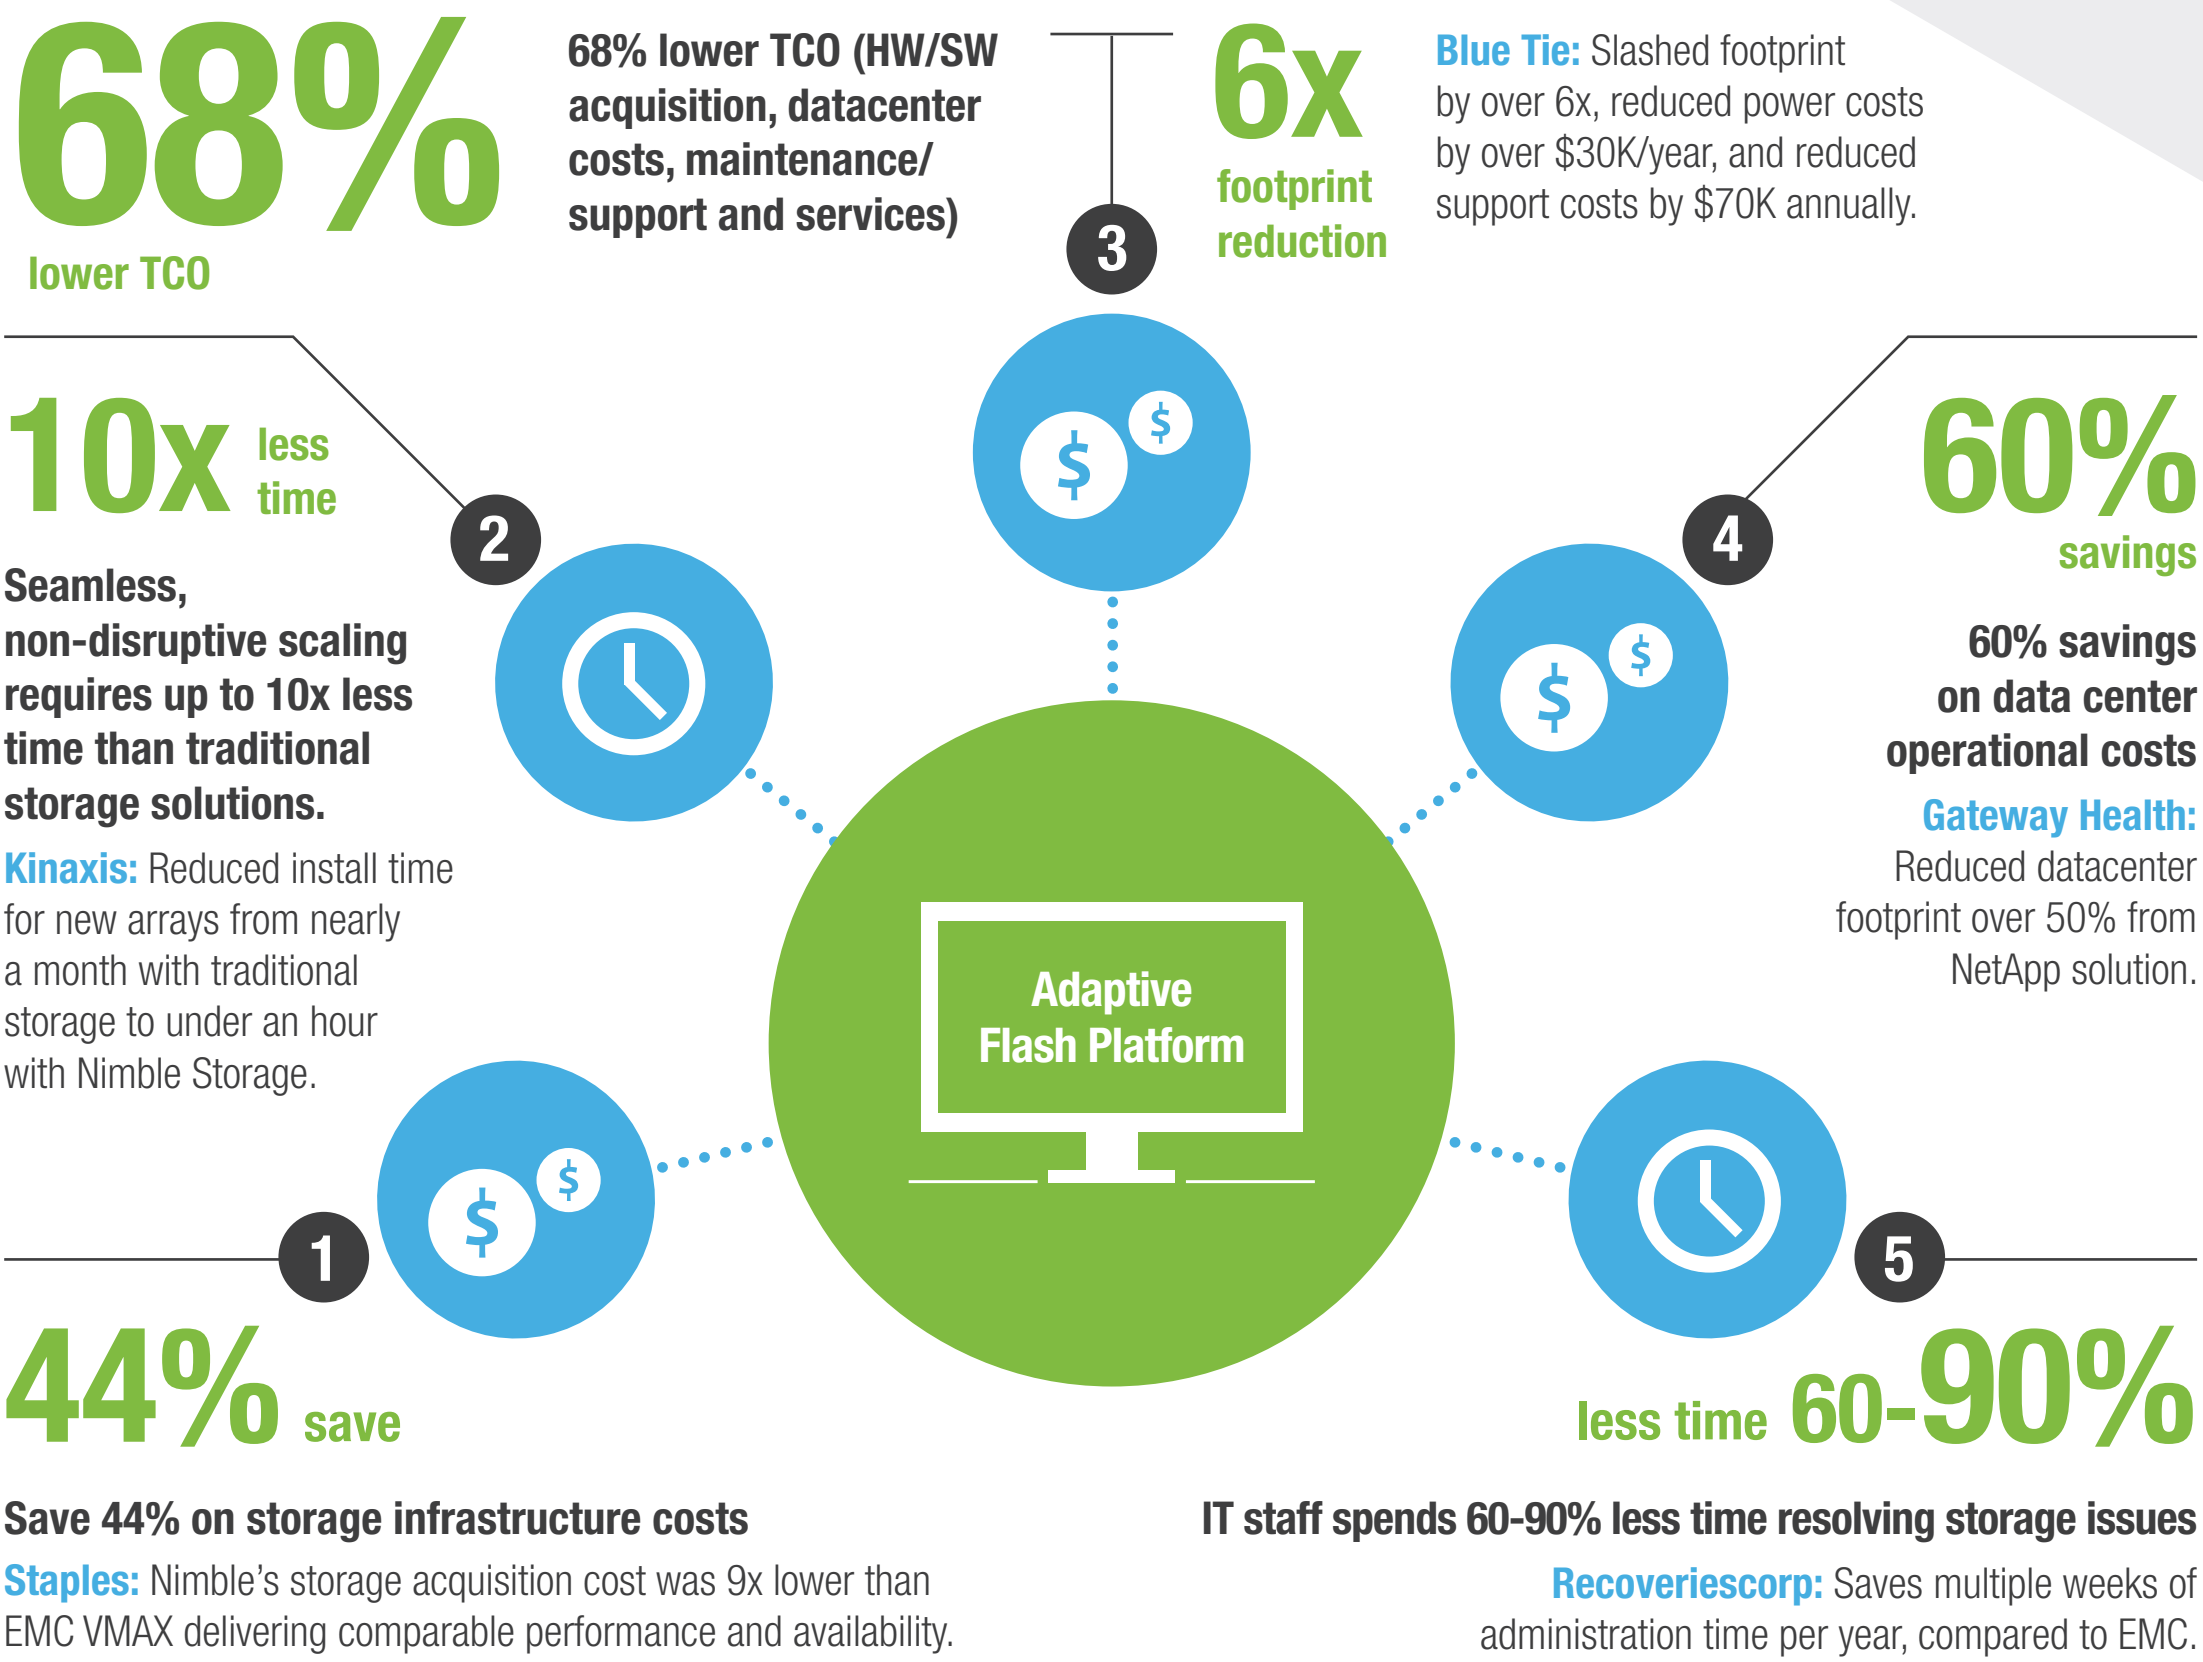 68%
lower TCO
68% lower TCO (HW/SW
acquisition, datacenter
costs, maintenance/
support and services)
3
6x
footprint
reduction
Blue Tie: Slashed footprint
by over 6x, reduced power costs
by over $30K/year, and reduced
support costs by $70K annually.
10x less
time
2
Seamless,
non-disruptive scaling
requires up to 10x less
time than traditional
storage solutions.
Kinaxis: Reduced install time
for new arrays from nearly
a month with traditional
storage to under an hour
with Nimble Storage.
$ $
$ $
4
60%
savings
60% savings
on data center
operational costs
Gateway Health:
Reduced datacenter
footprint over 50% from
NetApp solution.
Adaptive
Flash Platform
$ $
1
44% save
Save 44% on storage infrastructure costs
Staples: Nimble's storage acquisition cost was 9x lower than
EMC VMAX delivering comparable performance and availability.
5
less time 60-90%
IT staff spends 60-90% less time resolving storage issues
Recoveriescorp: Saves multiple weeks of
administration time per year, compared to EMC.